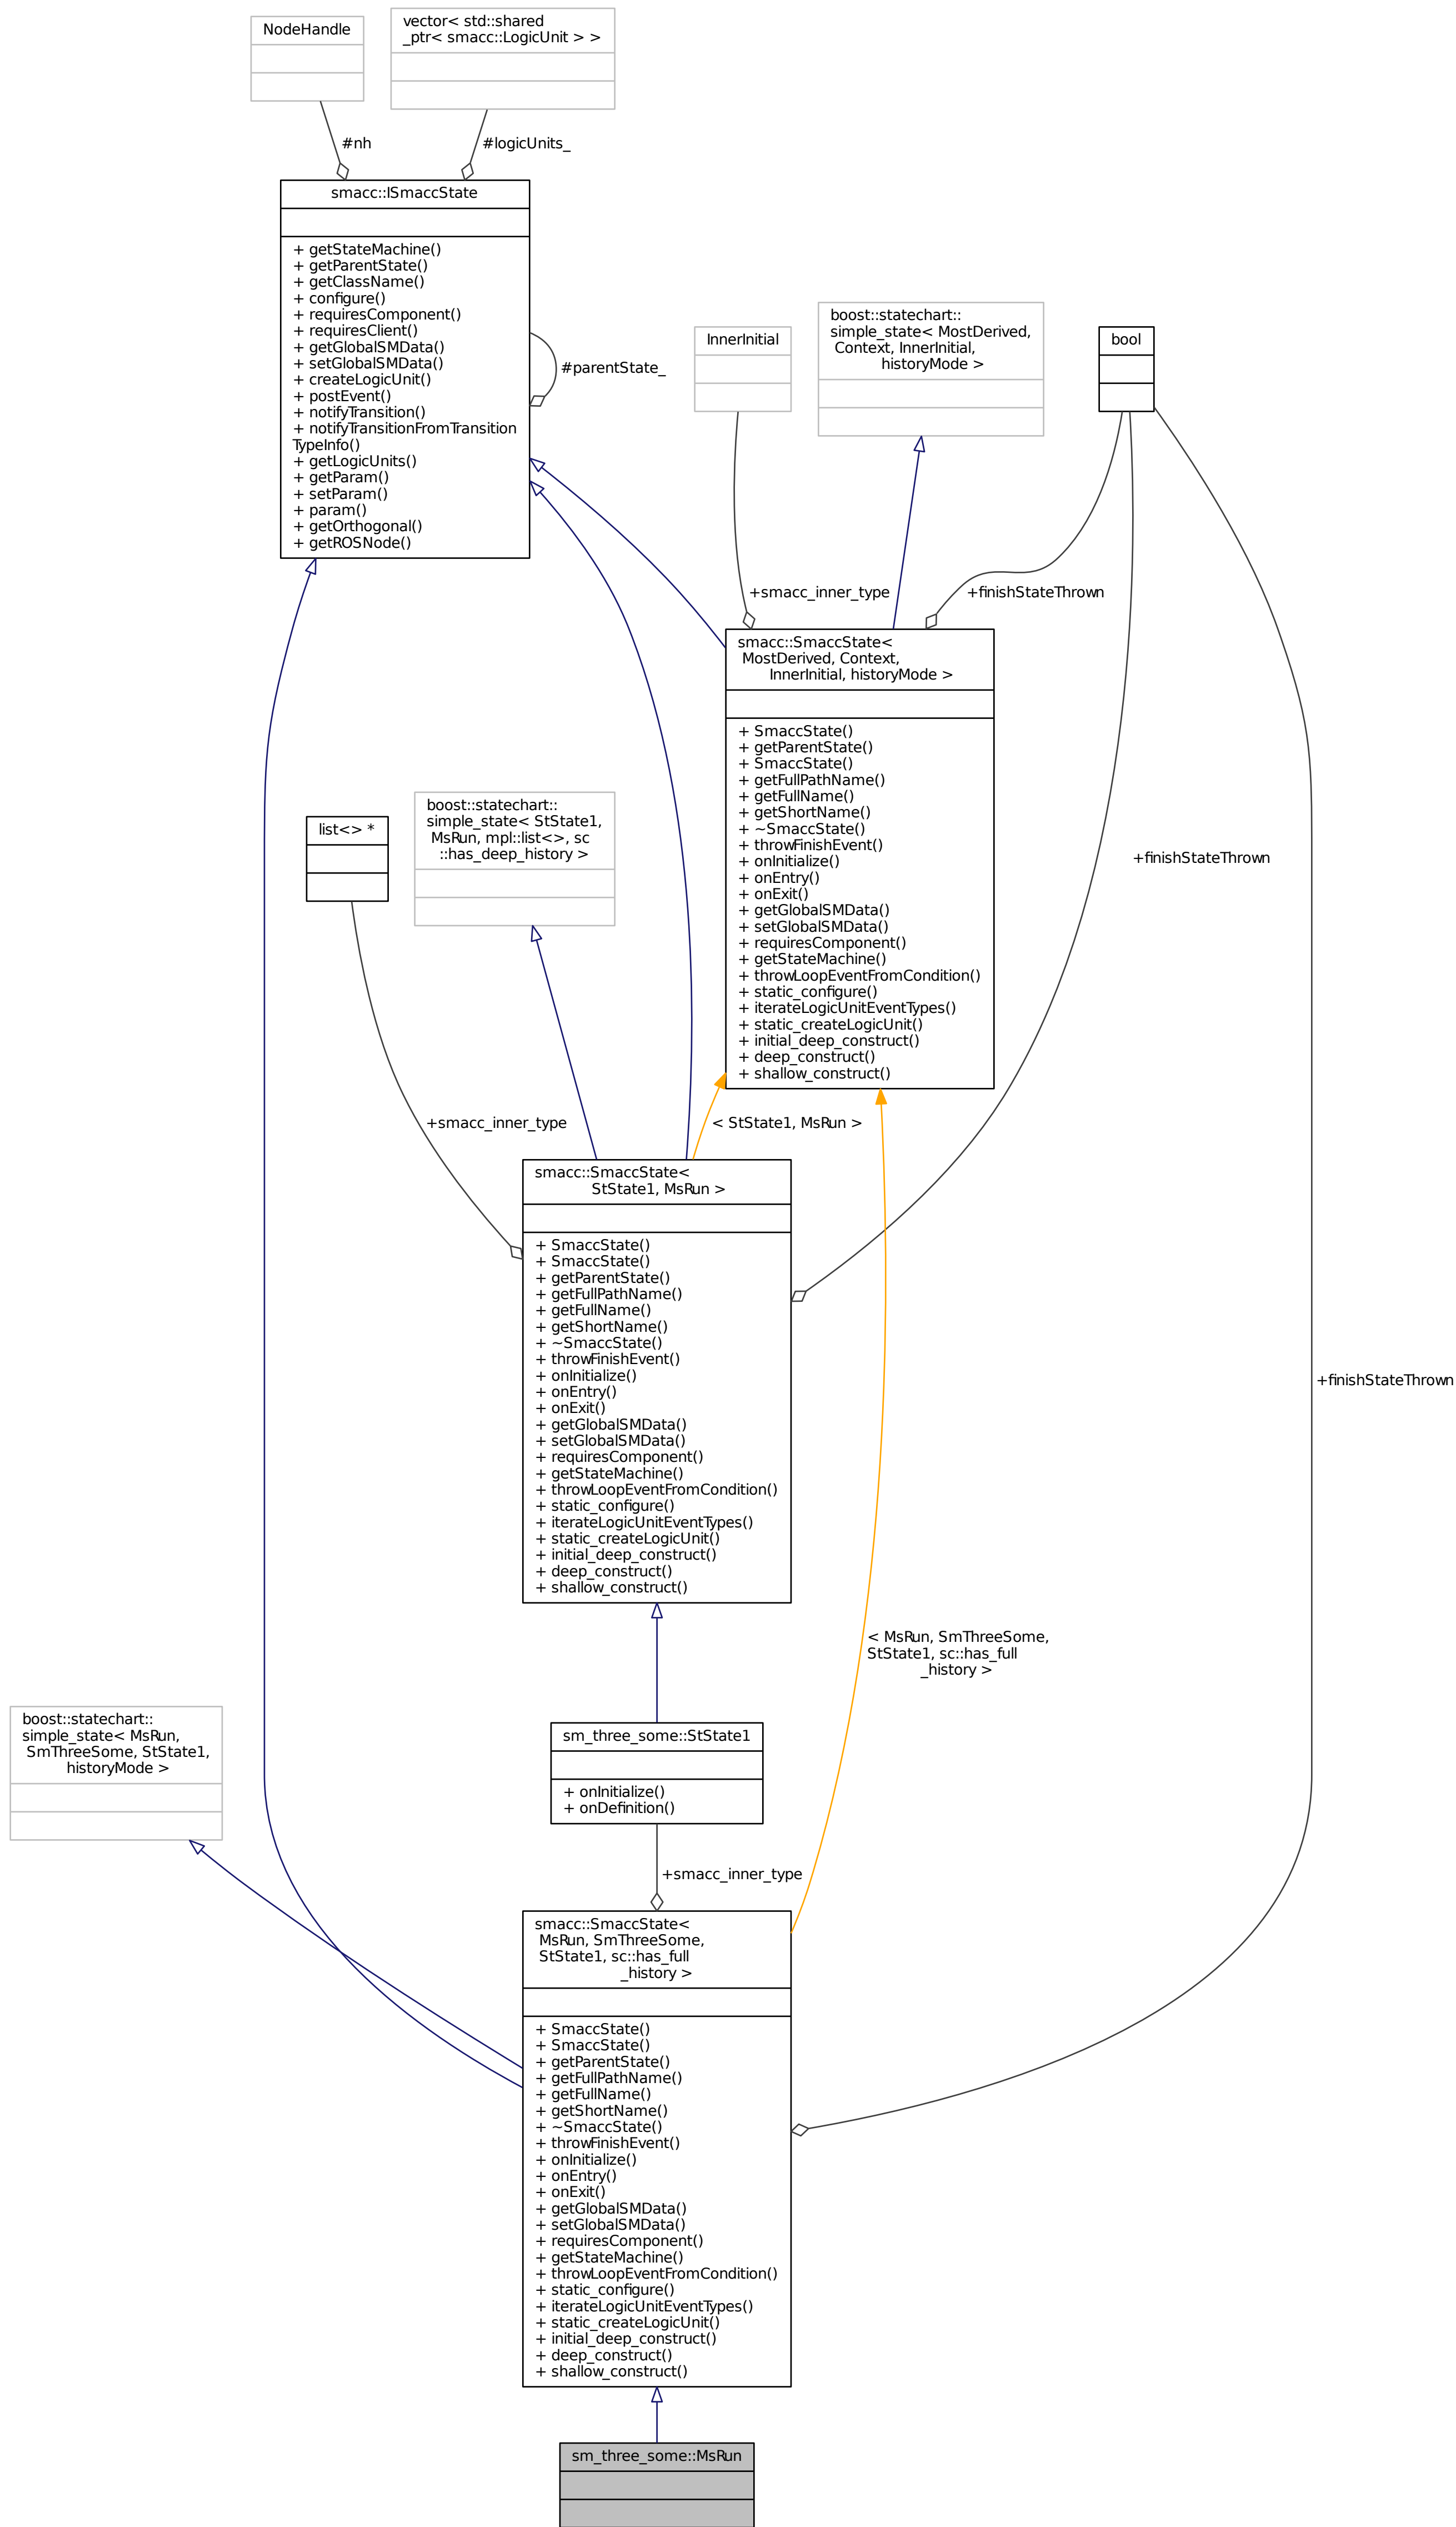 NodeHandle
vector< std::shared
_ptr< smacc::LogicUnit > >
#nh
#logicUnits_
smacc::ISmaccState
+ getStateMachine()
+ getParentState()
+ getClassName()
+ configure()
+ requiresComponent()
+ requiresClient()
+ getGlobalSMData()
+ setGlobalSMData()
+ createLogicUnit()
+ postEvent()
+ notifyTransition()
+ notifyTransitionFromTransition
TypeInfo()
+ getLogicUnits()
+ getParam()
+ setParam()
+ param()
+ getOrthogonal()
+ getROSNode()
#parentState_
InnerInitial
boost::statechart::
simple_state< MostDerived,
Context, InnerInitial,
historyMode >
bool
+smacc_inner_type
+finishStateThrown
smacc::SmaccState<
MostDerived, Context,
InnerInitial, historyMode >
+ SmaccState()
+ getParentState()
+ SmaccState()
+ getFullPathName()
+ getFullName()
+ getShortName()
+ ~SmaccState()
+ throwFinishEvent()
+ onInitialize()
+ onEntry()
+ onExit()
+ getGlobalSMData()
+ setGlobalSMData()
+ requiresComponent()
+ getStateMachine()
+ throwLoopEventFromCondition()
+ static_configure()
+ iterateLogicUnitEventTypes()
+ static_createLogicUnit()
+ initial_deep_construct()
+ deep_construct()
+ shallow_construct()
list<> *
boost::statechart::
simple_state< StState1,
MsRun, mpl::list<>, sc
::has_deep_history >
+finishStateThrown
+smacc_inner_type
< StState1, MsRun >
smacc::SmaccState<
StState1, MsRun >
+ SmaccState()
+ SmaccState()
+ getParentState()
+ getFullPathName()
+ getFullName()
+ getShortName()
+ ~SmaccState()
+ throwFinishEvent()
+ onInitialize()
+ onEntry()
+ onExit()
+ getGlobalSMData()
+ setGlobalSMData()
+ requiresComponent()
+ getStateMachine()
+ throwLoopEventFromCondition()
+ static_configure()
+ iterateLogicUnitEventTypes()
+ static_createLogicUnit()
+ initial_deep_construct()
+ deep_construct()
+ shallow_construct()
+finishStateThrown
< MsRun, SmThreeSome,
StState1, sc::has_full
_history >
boost::statechart::
simple_state< MsRun,
SmThreeSome, StState1,
historyMode >
sm_three_some::StState1
+ onInitialize()
+ onDefinition()
+smacc_inner_type
smacc::SmaccState<
MsRun, SmThreeSome,
StState1, sc::has_full
_history >
+ SmaccState()
+ SmaccState()
+ getParentState()
+ getFullPathName()
+ getFullName()
+ getShortName()
+ ~SmaccState()
+ throwFinishEvent()
+ onInitialize()
+ onEntry()
+ onExit()
+ getGlobalSMData()
+ setGlobalSMData()
+ requiresComponent()
+ getStateMachine()
+ throwLoopEventFromCondition()
+ static_configure()
+ iterateLogicUnitEventTypes()
+ static_createLogicUnit()
+ initial_deep_construct()
+ deep_construct()
+ shallow_construct()
sm_three_some::MsRun